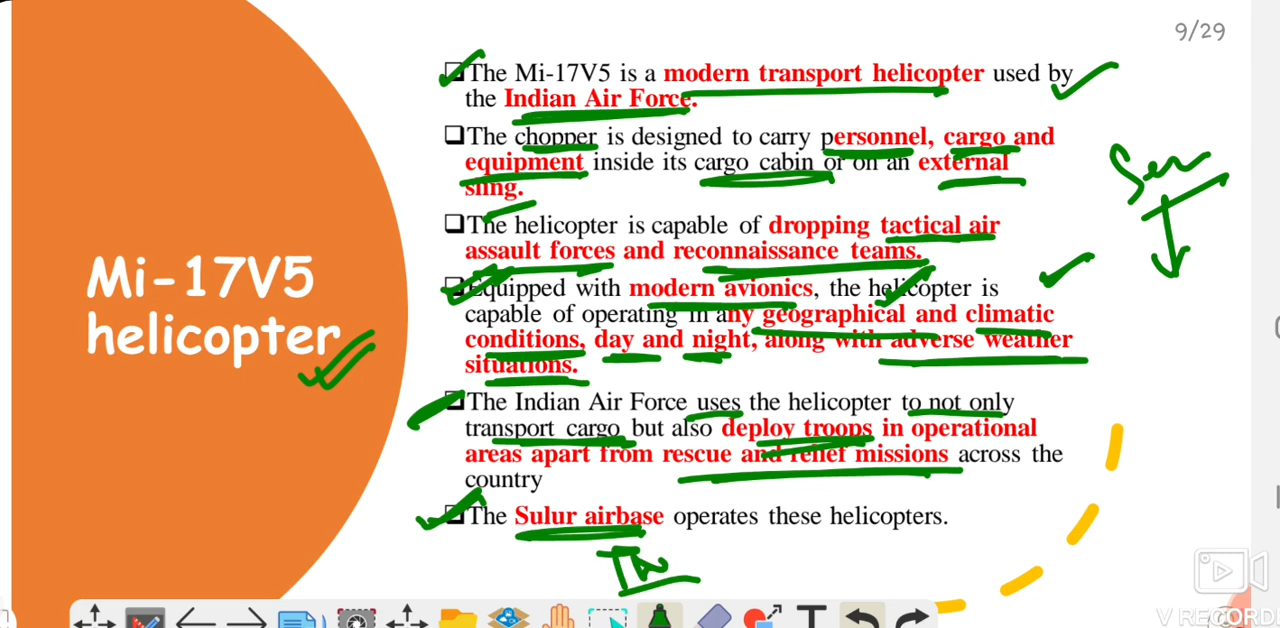 9/29
Mi-17V5
helicopter
❑The Mi-17V5 is a modern transport helicopter used by
the Indian Air Force.
❑The chopper is designed to carry personnel, cargo and
equipment inside its cargo cabin or on an external
sling.
❑The helicopter is capable of dropping tactical air
assault forces and reconnaissance teams.
❑Equipped with modern avionics, the helicopter is
capable of operating in any geographical and climatic
conditions, day and night, along with adverse weather
situations.
❑The Indian Air Force uses the helicopter to not only
transport cargo but also deploy troops in operational
areas apart from rescue and relief missions across the
country
❑The Sulur airbase operates these helicopters.
T